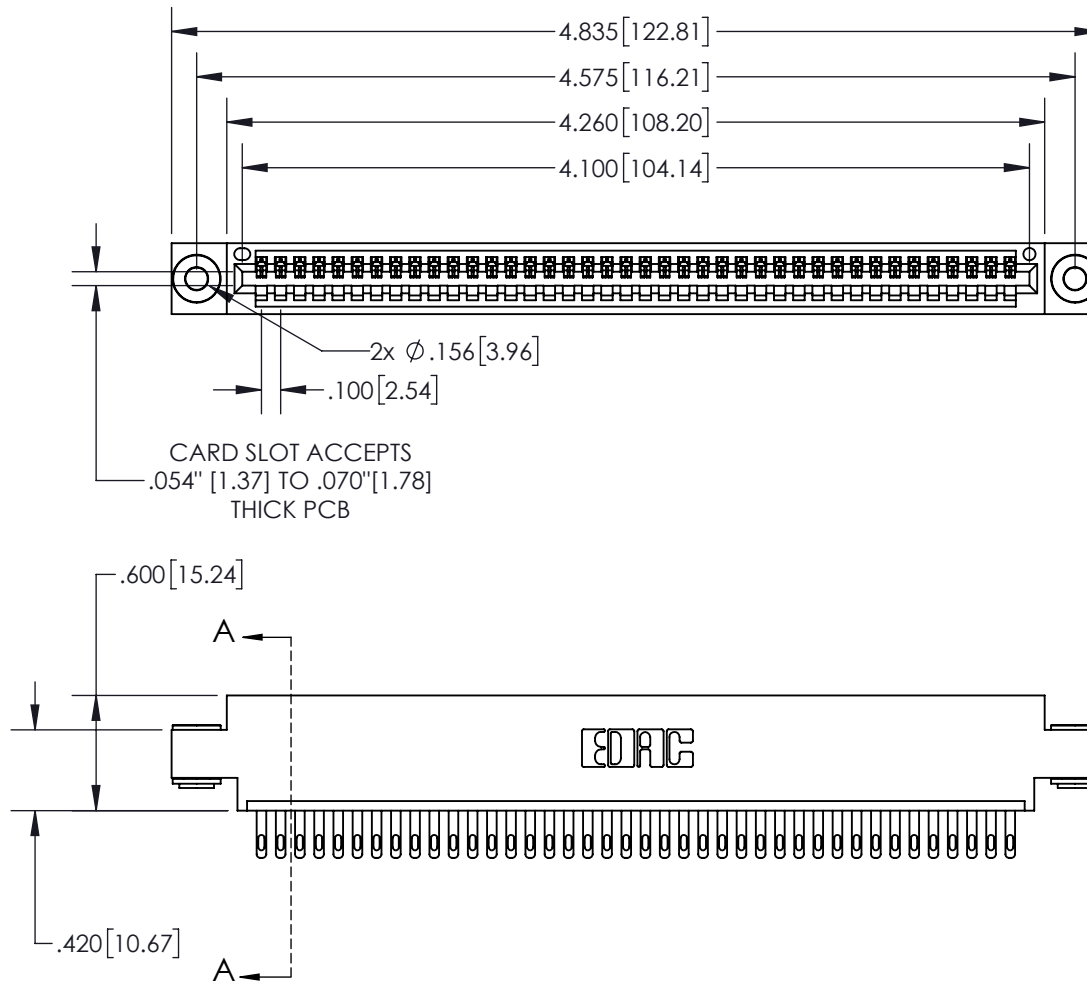 4.835[122.81]
4.575[116.21]
4.260[108.20]
4.100[104.14]
2x Ø.156[3.96]
.100[2.54]
CARD SLOT ACCEPTS
.054" [1.37] TO .070"[1.78]
THICK PCB
.600[15.24]
A
EDAC
.420[10.67]
A